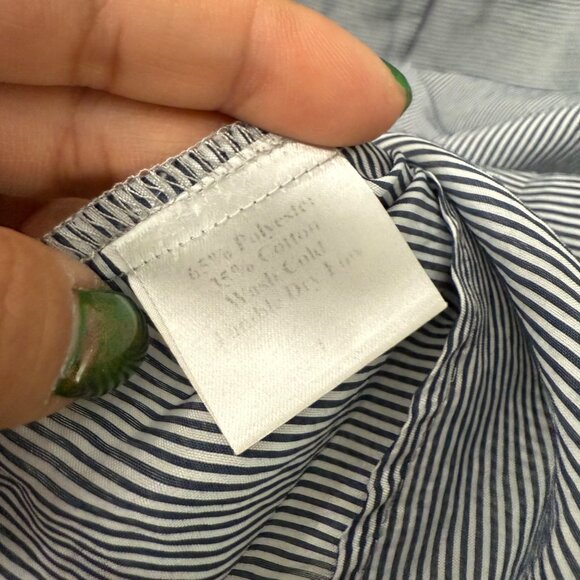 65% Polyester
35% Cotton
Wash Cold
Tumble Dry Low